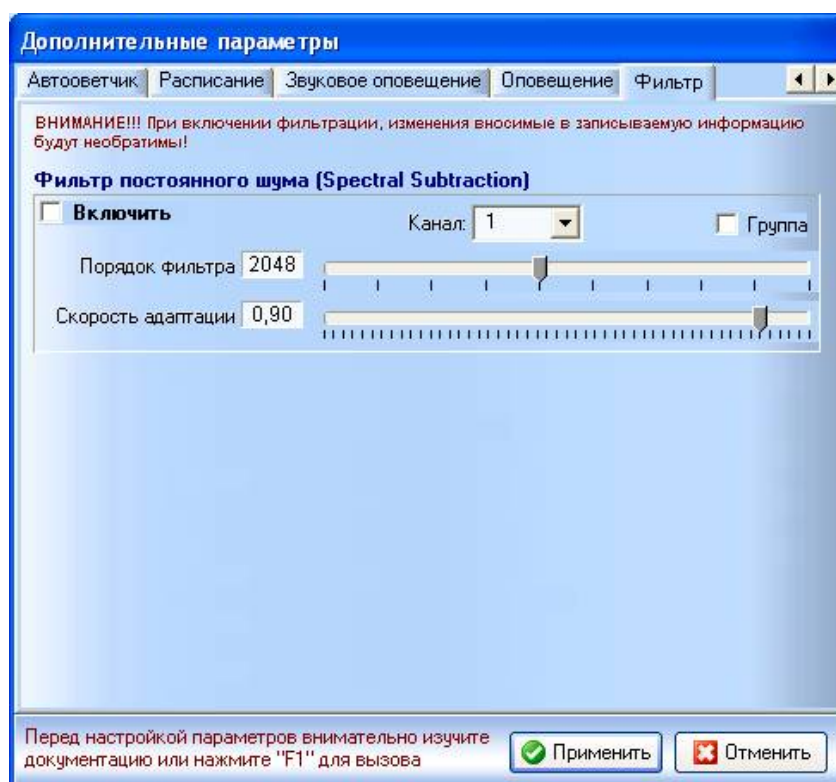 Дополнительные параметры
Автооветчик Расписание Звуковое оповещение Оповещение Фильтр
ВНИМАНИЕ!!! При включении фильтрации, изменения вносимые в записываемую информацию
будут необратимы!
Фильтр постоянного шума (Spectral Subtraction)
Включить Канал: 1 Группа
Порядок фильтра 2048
Скорость адаптации 0,90
Перед настройкой параметров внимательно изучите
документацию или нажмите "F1" для вызова
Применить Отменить